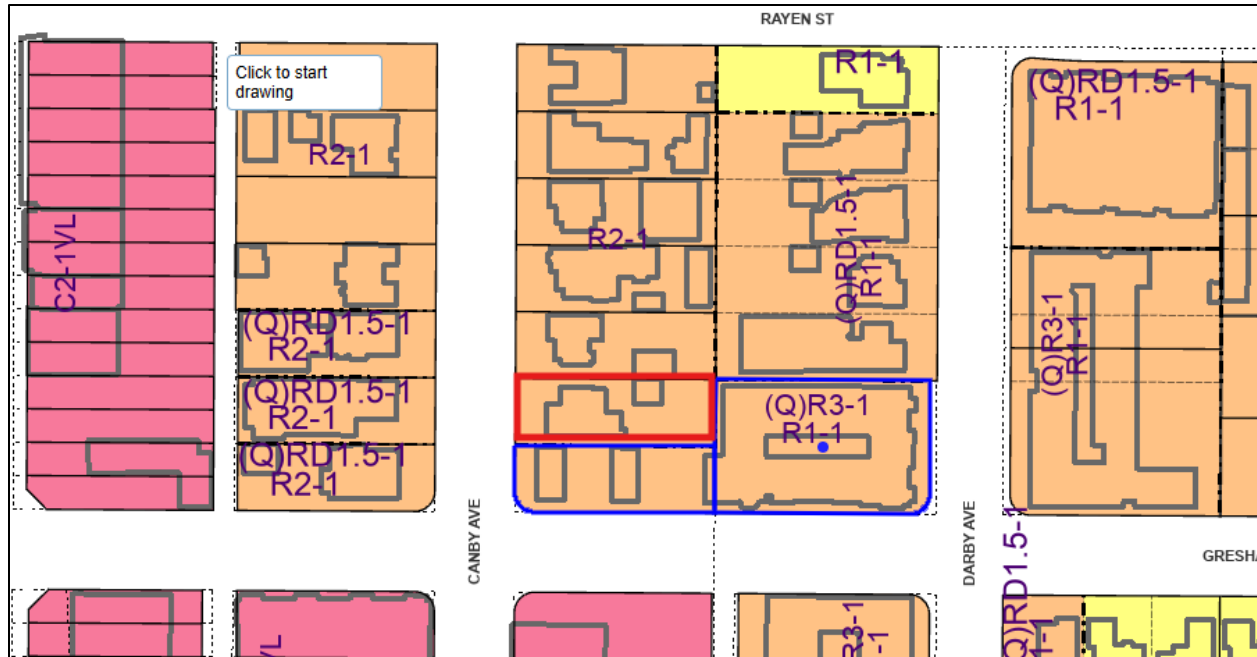 RAYEN ST
Click to start
drawing
R1-1
(Q)RD1.5-1
R1-1
R2-1
C2-1VL
R2-1
(Q)RD1.5-1
R1-1
(Q)RD1.5-1
R2-1
(Q)R3-1
R1-1
(Q)RD1.5-1
R2-1
(Q)R3-1
R1-1
(Q)RD1.5-1
R2-1
CANBY AVE
DARBY AVE
GRESHA
Q)RD1.5-1
1-1
VL
R3-1
-1